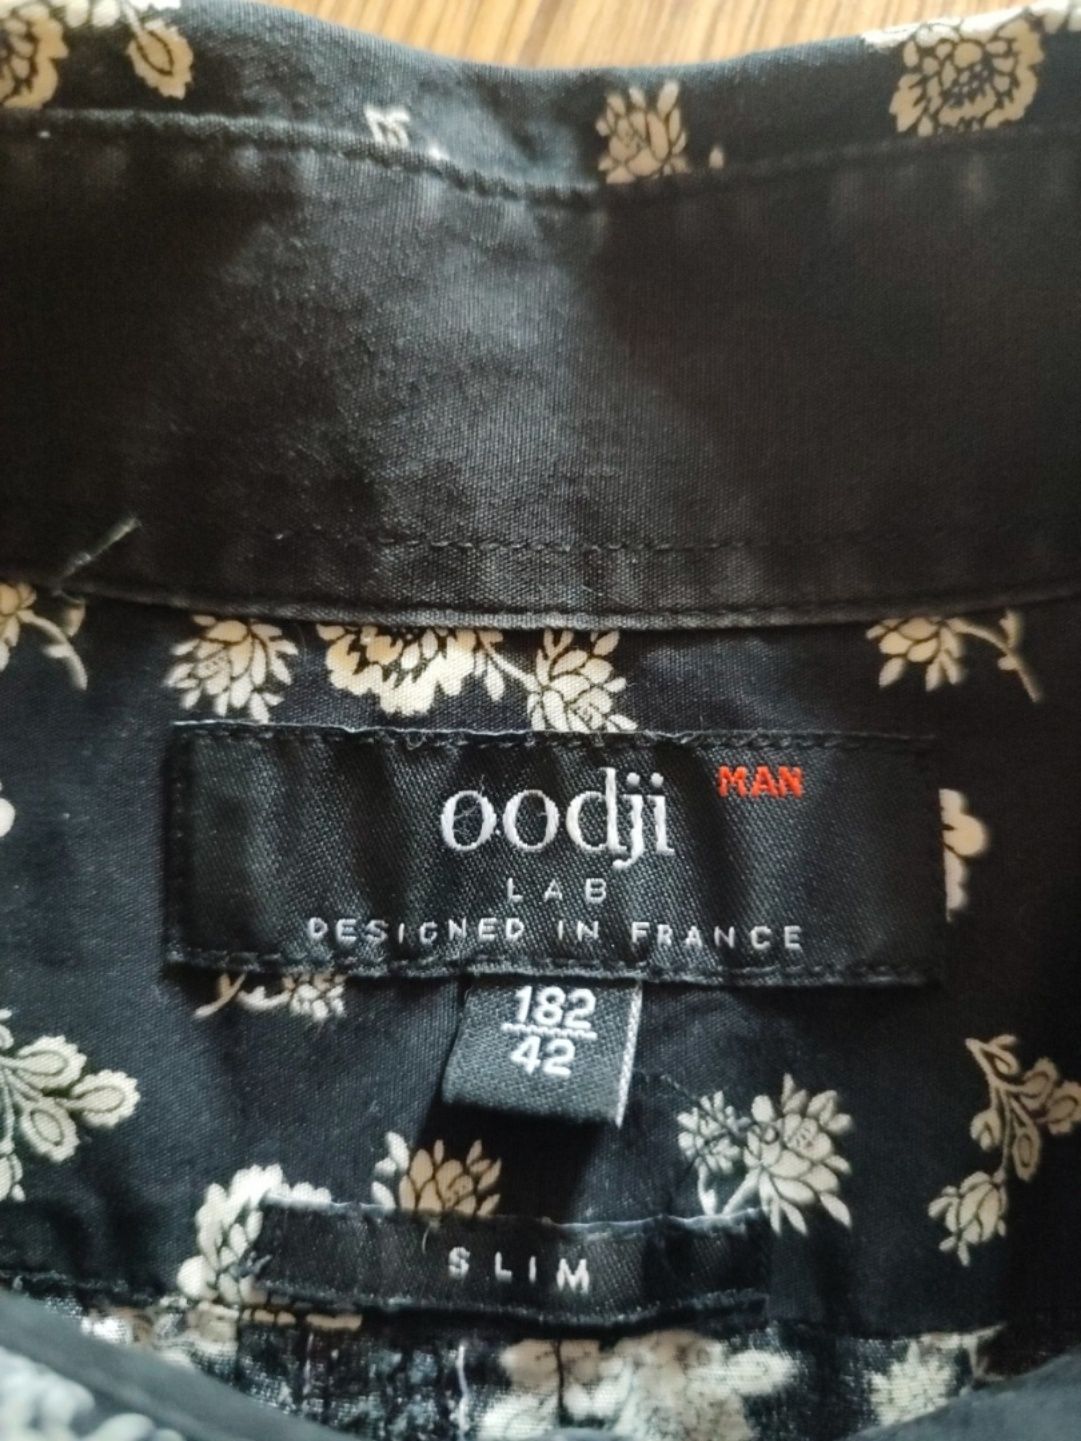 oodji MAN
LAB
DESIGNED IN FRANCE
182
42
SLIM